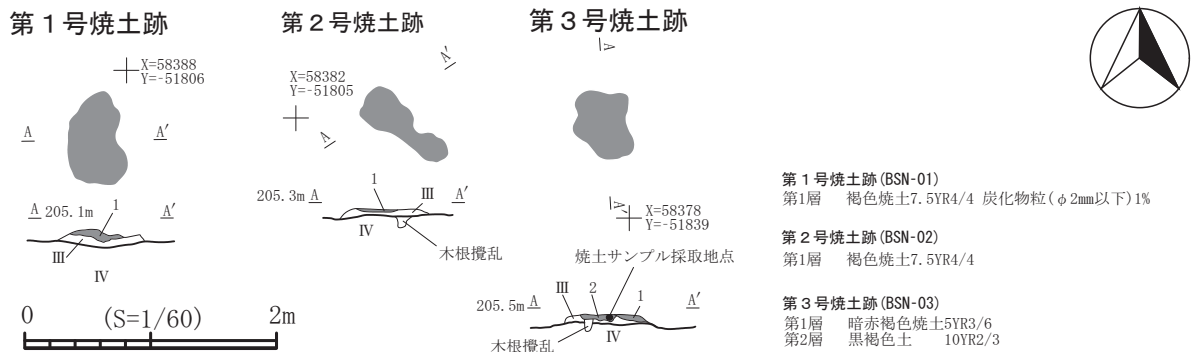 第１号焼土跡
X=58388
Y=-51806
A
A′
A 205.1m
1
A′
Ⅲ
Ⅳ
第２号焼土跡
A′
X=58382
Y=-51805
A
205.3m A
1
Ⅲ
A′
Ⅳ
木根攪乱
第３号焼土跡
A
A′
X=58378
Y=-51839
焼土サンプル採取地点
205.5m A
Ⅲ
2
1
A′
Ⅳ
木根攪乱
0
(S=1/60)
2m
第１号焼土跡(BSN-01)
第1層 褐色焼土7.5YR4/4 炭化物粒(φ2mm以下)1%
第２号焼土跡(BSN-02)
第1層 褐色焼土7.5YR4/4
第３号焼土跡(BSN-03)
第1層 暗赤褐色焼土5YR3/6
第2層 黒褐色土 10YR2/3